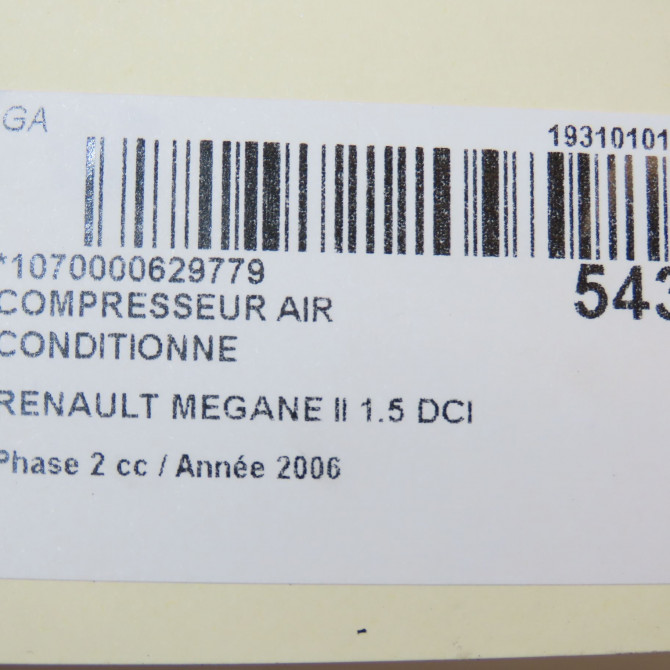 GA
19310101
*1070000629779
543
COMPRESSEUR AIR
CONDITIONNE
RENAULT MEGANE II 1.5 DCI
Phase 2 cc / Année 2006